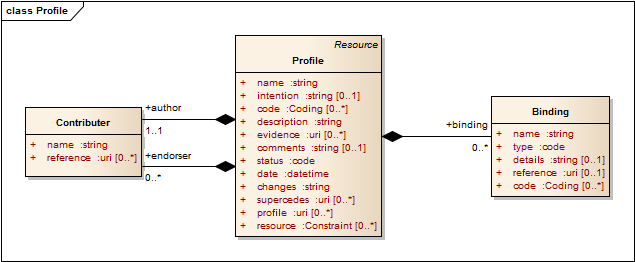 class Profile
Resource
Profile
+ name :string
+ intention :string [0..1]
+ code :Coding [0..*]
+ description :string
+ evidence :uri [0..*]
+ comments :string [0..1]
+ status :code
+ date :datetime
+ changes :string
+ supercedes :uri [0..*]
+ profile :uri [0..*]
+ resource :Constraint [0..*]
Contributer
+ name :string
+ reference :uri [0..*]
+author
1..1
+endorser
0..*
+binding
0..*
Binding
+ name :string
+ type :code
+ details :string [0..1]
+ reference :uri [0..1]
+ code :Coding [0..*]